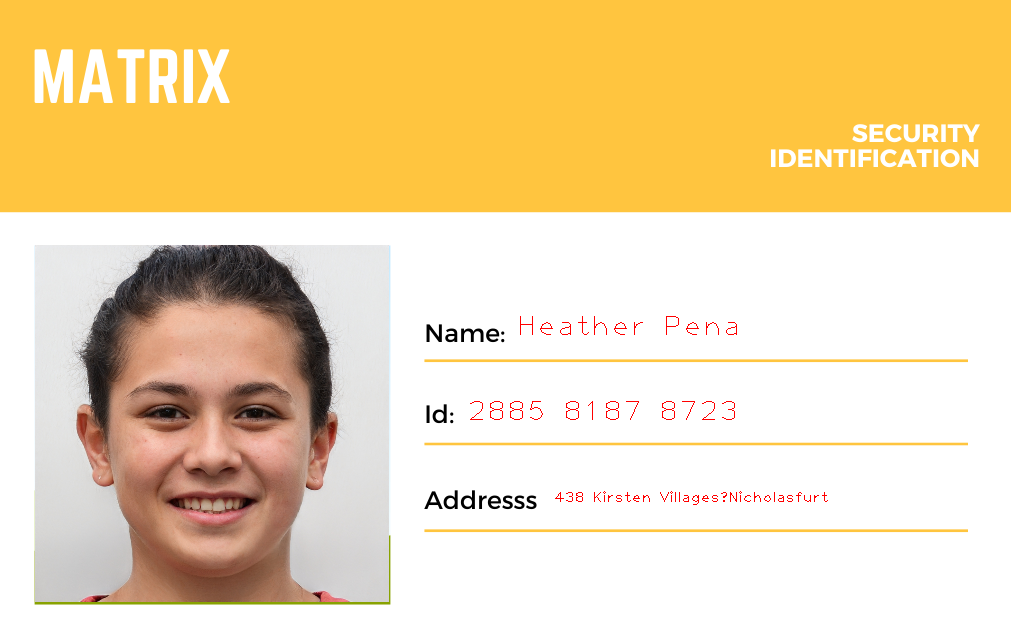 MATRIX
SECURITY
IDENTIFICATION
Name: Heather Pena
Id: 2885 8187 8723
Addresss 438 Kirsten Villages?Nicholasfurt